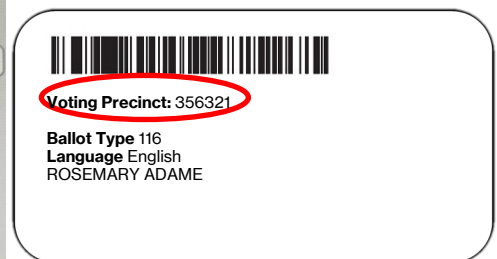 Voting Precinct: 356321
Ballot Type 116
Language English
ROSEMARY ADAME